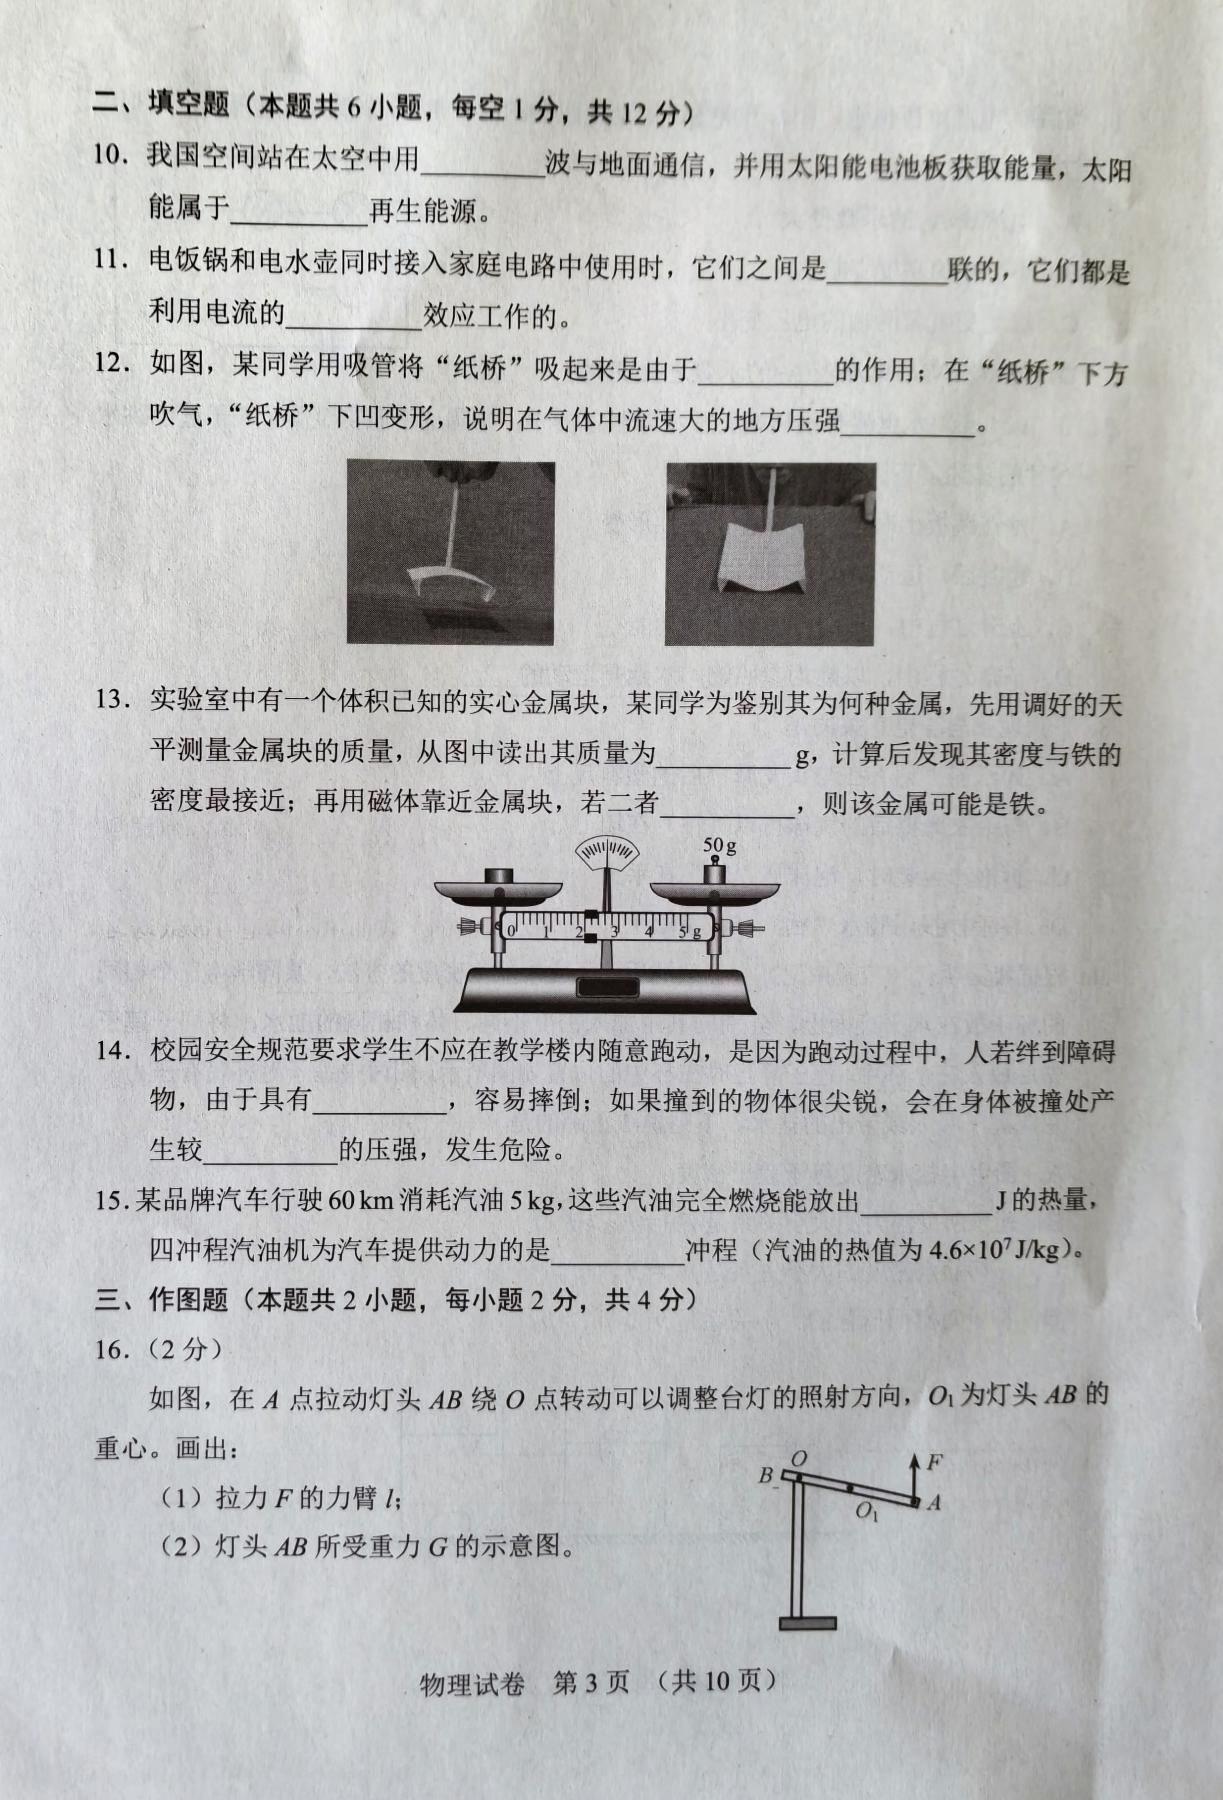 二、填空题（本题共 6 小题，每空 1 分，共 12 分）
10．我国空间站在太空中用________波与地面通信，并用太阳能电池板获取能量，太阳
能属于________再生能源。
11．电饭锅和电水壶同时接入家庭电路中使用时，它们之间是________联的，它们都是
利用电流的________效应工作的。
12．如图，某同学用吸管将“纸桥”吸起来是由于________的作用；在“纸桥”下方
吹气，“纸桥”下凹变形，说明在气体中流速大的地方压强________。
13．实验室中有一个体积已知的实心金属块，某同学为鉴别其为何种金属，先用调好的天
平测量金属块的质量，从图中读出其质量为________g，计算后发现其密度与铁的
密度最接近；再用磁体靠近金属块，若二者________，则该金属可能是铁。
50 g
0 1 2 3 4 5 g
14．校园安全规范要求学生不应在教学楼内随意跑动，是因为跑动过程中，人若绊到障碍
物，由于具有________，容易摔倒；如果撞到的物体很尖锐，会在身体被撞处产
生较________的压强，发生危险。
15．某品牌汽车行驶 60 km 消耗汽油 5 kg，这些汽油完全燃烧能放出________J 的热量，
四冲程汽油机为汽车提供动力的是________冲程（汽油的热值为 4.6×10⁷ J/kg）。
三、作图题（本题共 2 小题，每小题 2 分，共 4 分）
16．（2 分）
如图，在 A 点拉动灯头 AB 绕 O 点转动可以调整台灯的照射方向，O₁ 为灯头 AB 的
重心。画出：
（1）拉力 F 的力臂 l；
（2）灯头 AB 所受重力 G 的示意图。
B O F
O₁ A
物理试卷 第 3 页 （共 10 页）